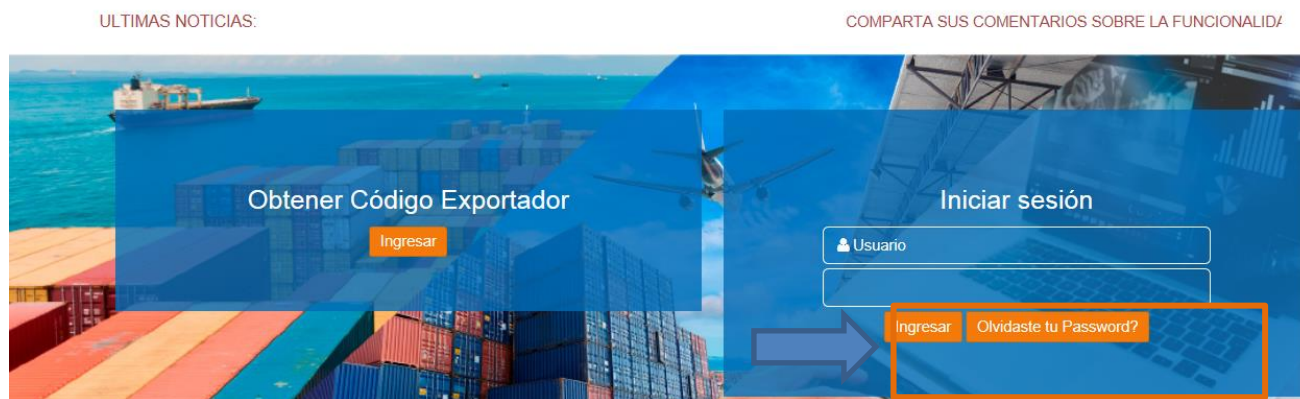 ULTIMAS NOTICIAS:
COMPARTA SUS COMENTARIOS SOBRE LA FUNCIONALIDA
Obtener Código Exportador
Ingresar
Iniciar sesión
Usuario
Ingresar
Olvidaste tu Password?